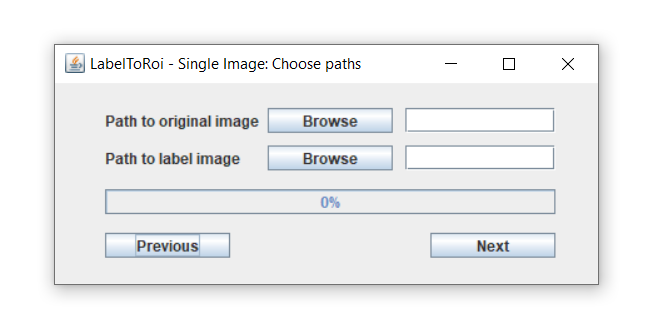 LabelToRoi - Single Image: Choose paths
Path to original image Browse
Path to label image Browse
0%
Previous Next